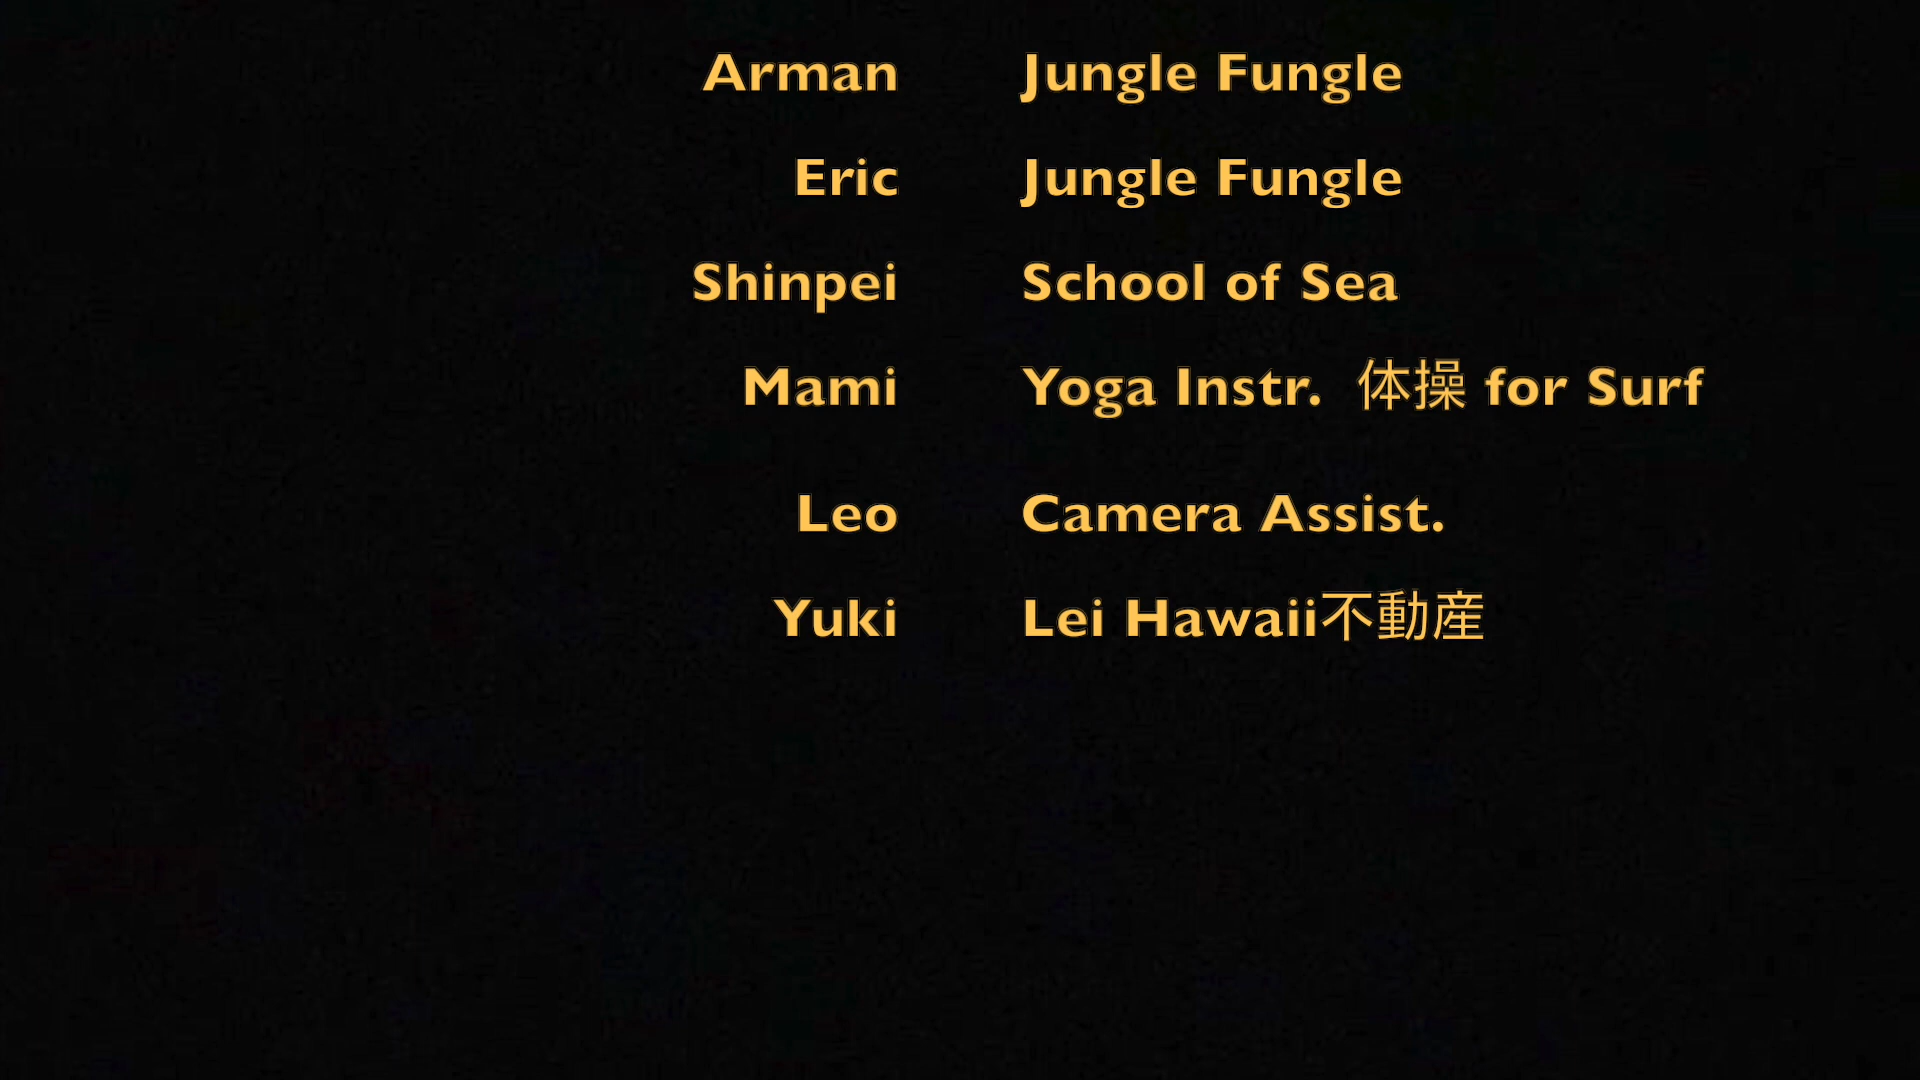 Arman Jungle Fungle
Eric Jungle Fungle
Shinpei School of Sea
Mami Yoga Instr. 体操 for Surf
Leo Camera Assist.
Yuki Lei Hawaii不動産